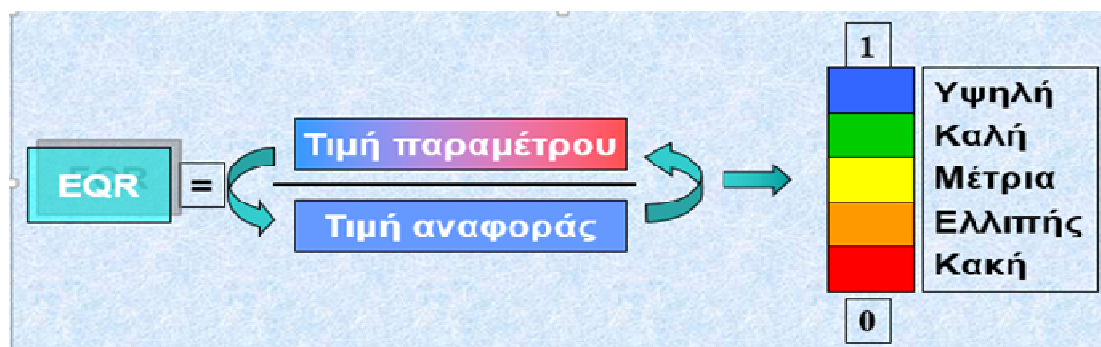 EQR
=
Τιμή παραμέτρου
Τιμή αναφοράς
1
Υψηλή
Καλή
Μέτρια
Ελλιπής
Κακή
0